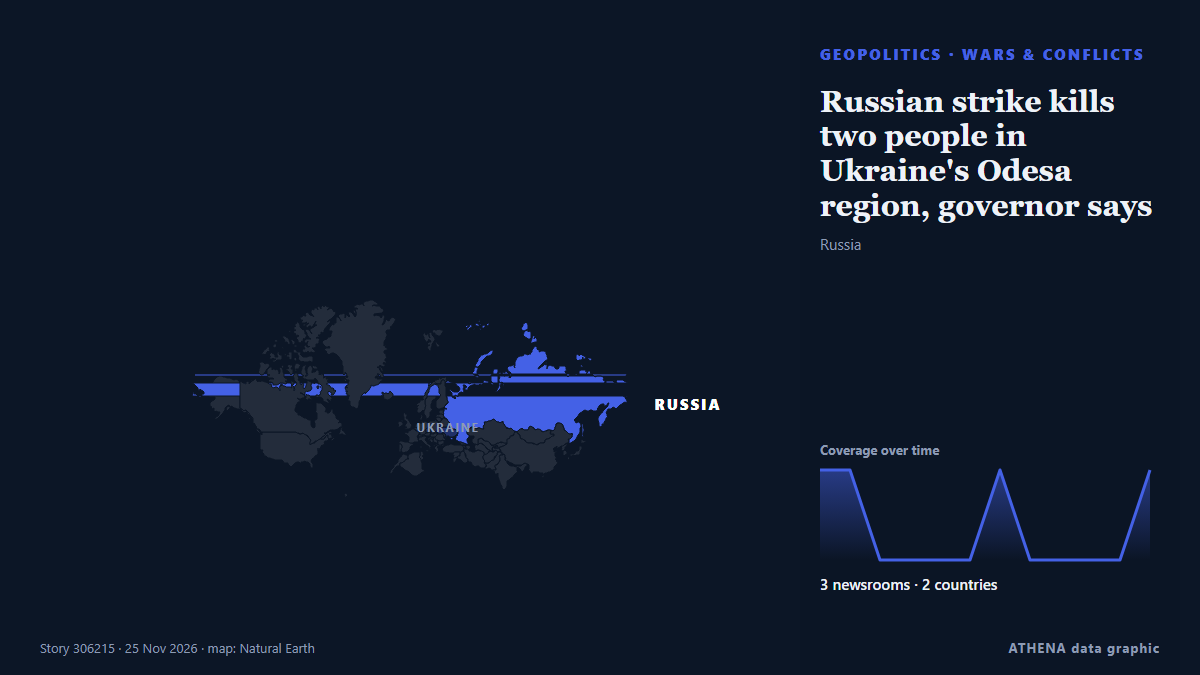 GEOPOLITICS · WARS & CONFLICTS
Russian strike kills
two people in
Ukraine's Odesa
region, governor says
Russia
RUSSIA
UKRAINE
Coverage over time
3 newsrooms · 2 countries
Story 306215 · 25 Nov 2026 · map: Natural Earth
ATHENA data graphic